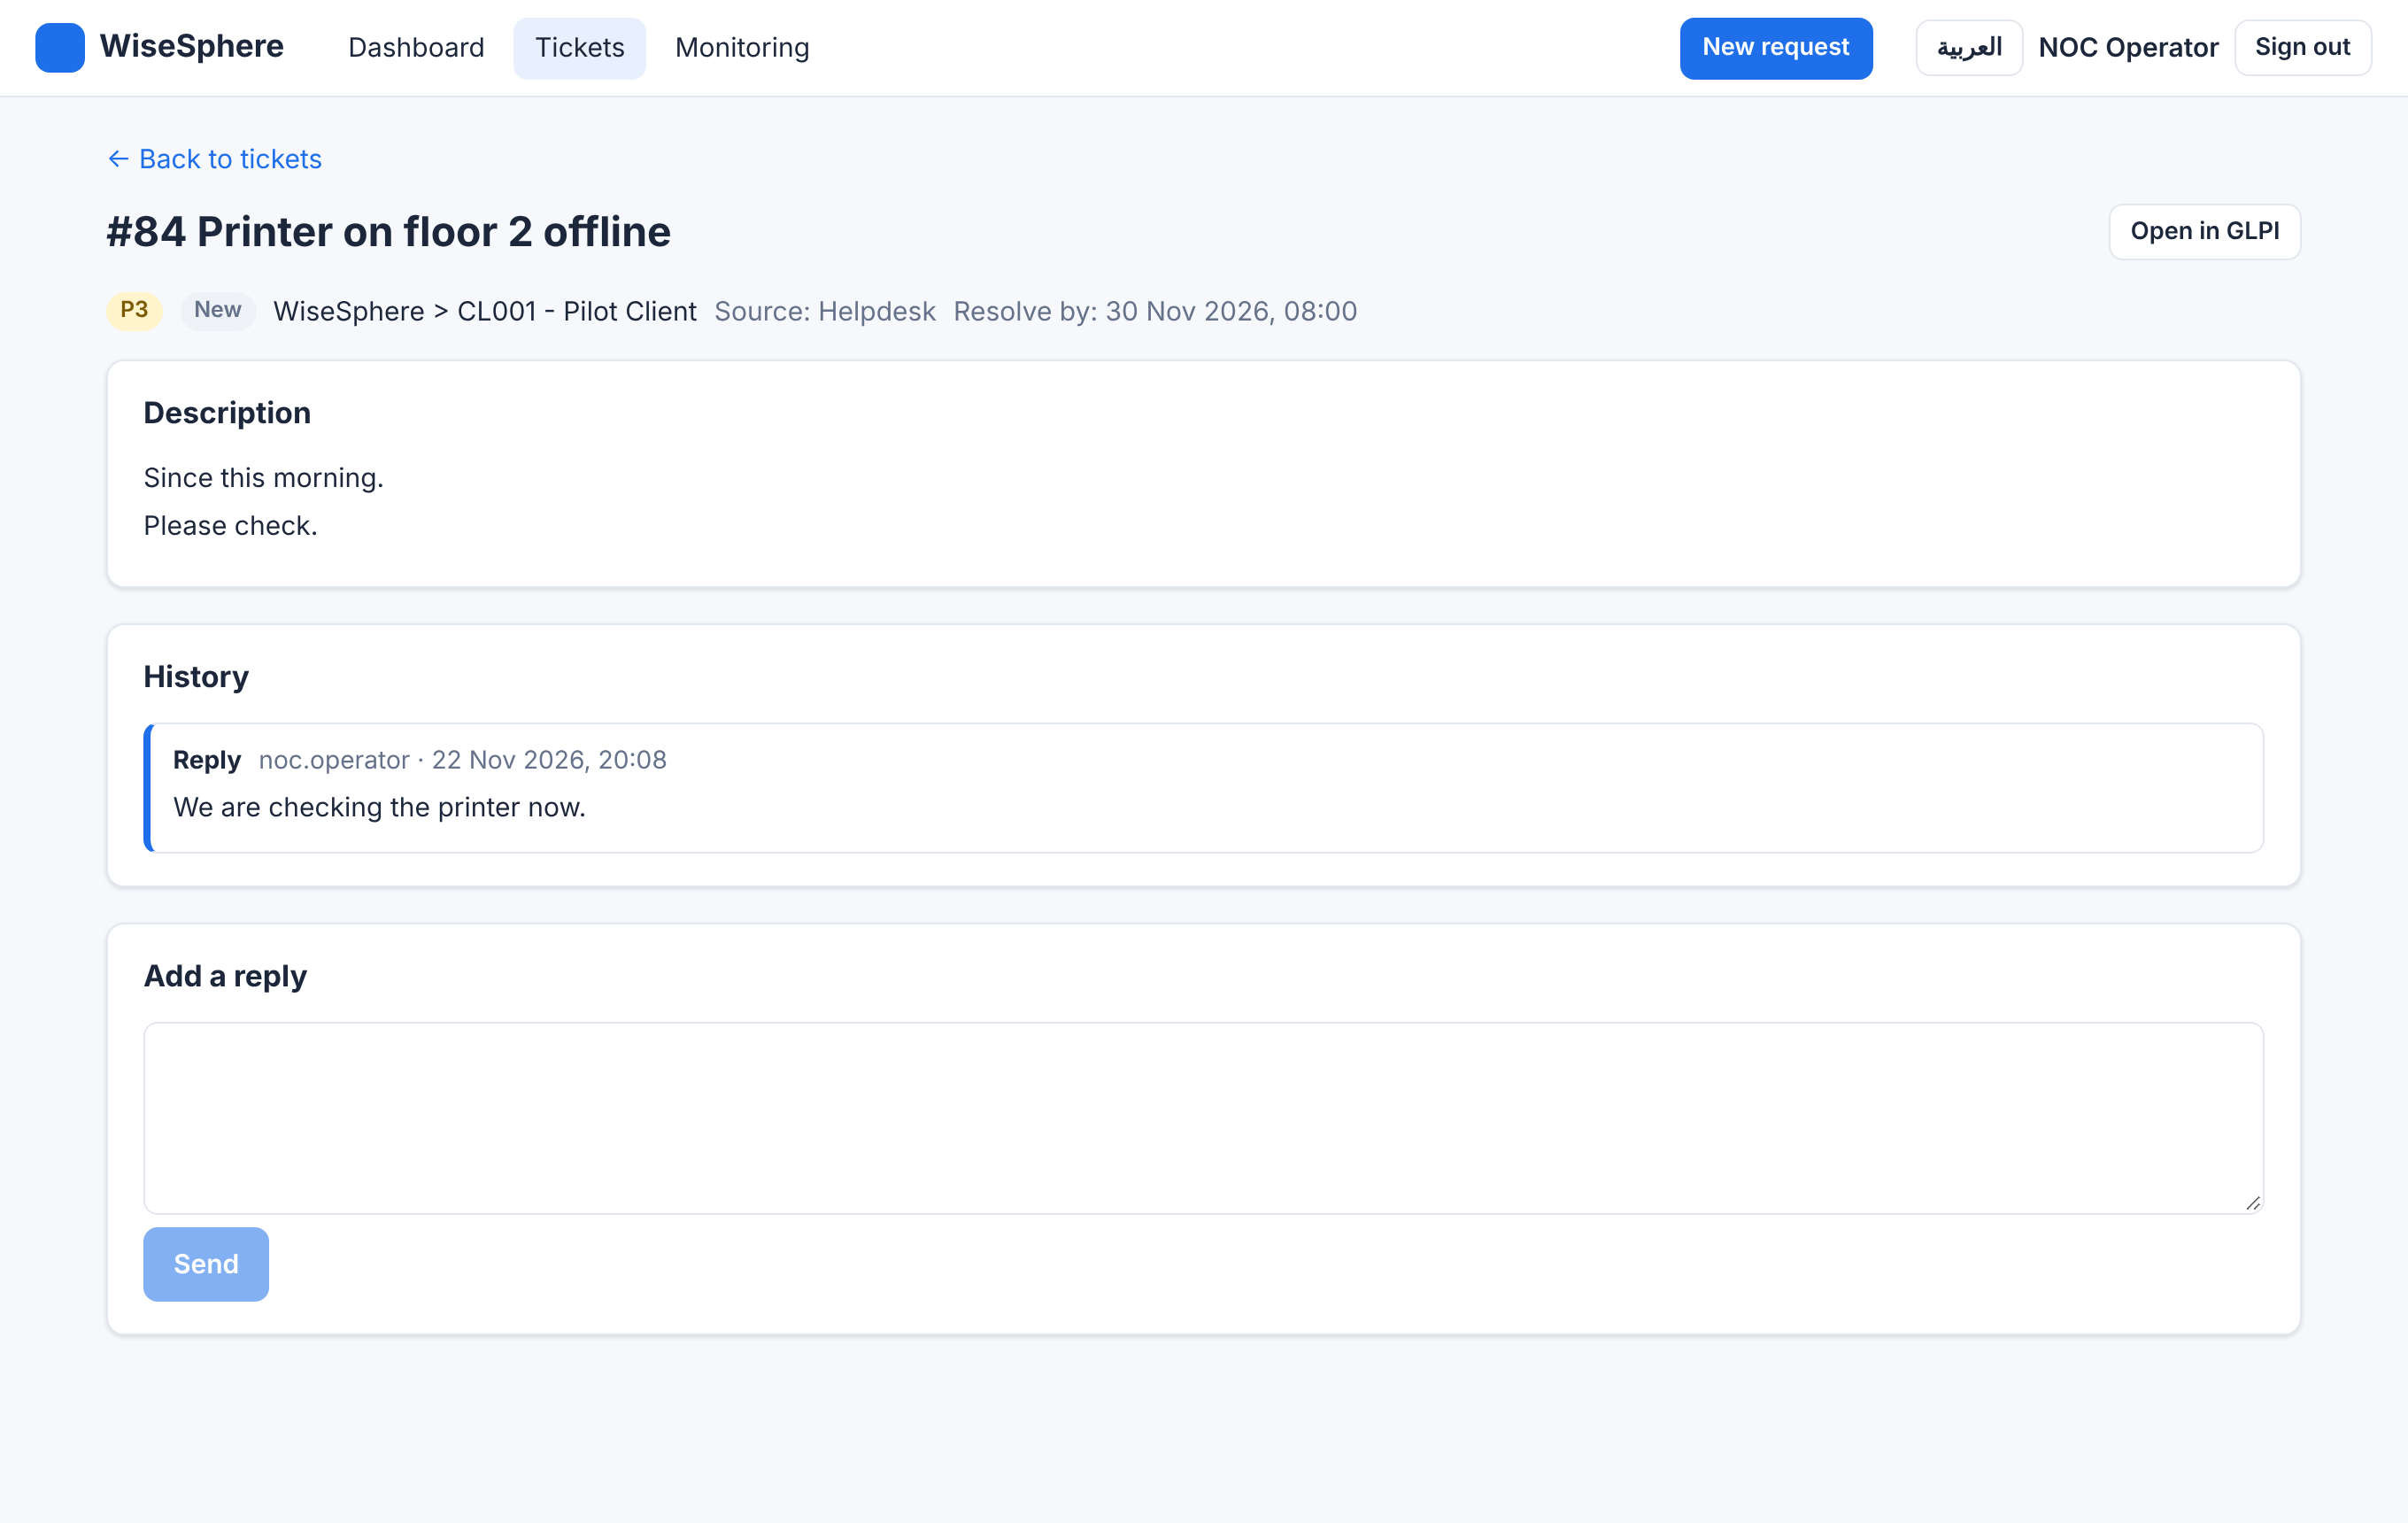 WiseSphere Dashboard Tickets Monitoring New request العربية NOC Operator Sign out
← Back to tickets
#84 Printer on floor 2 offline Open in GLPI
P3 New WiseSphere > CL001 - Pilot Client Source: Helpdesk Resolve by: 30 Nov 2026, 08:00
Description
Since this morning.
Please check.
History
Reply noc.operator · 22 Nov 2026, 20:08
We are checking the printer now.
Add a reply
Send